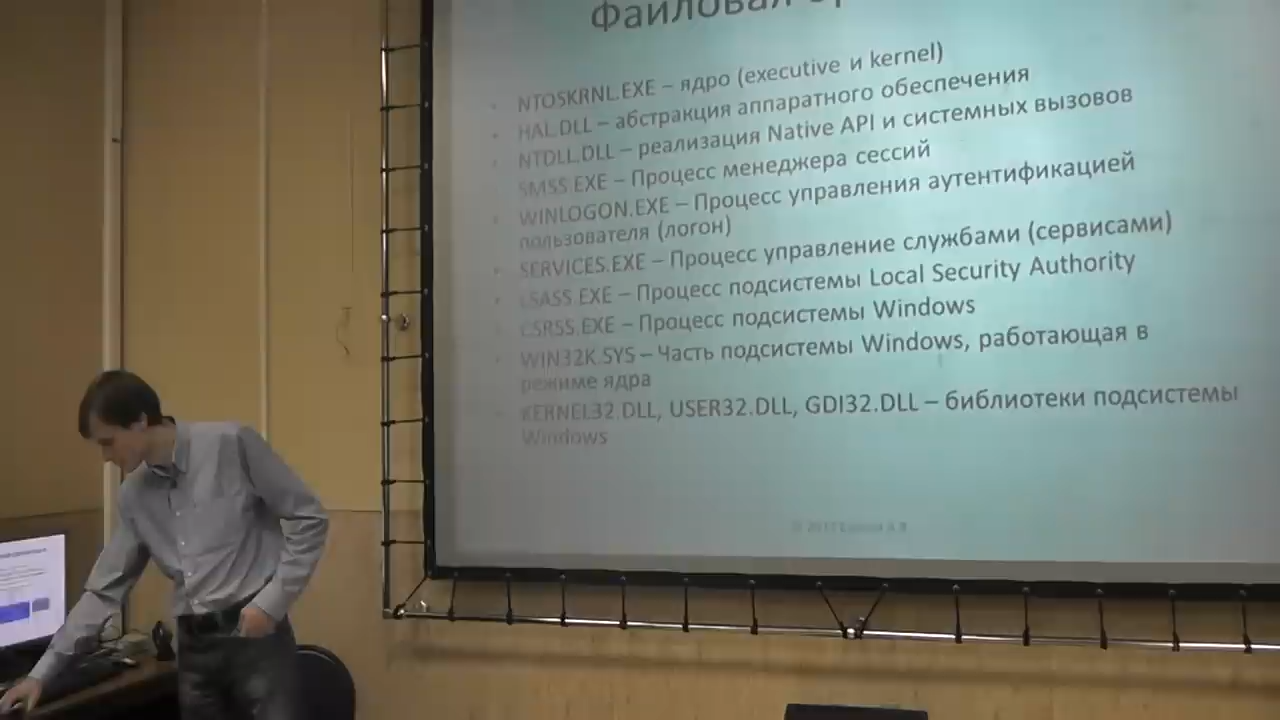 Файловая
NTOSKRNL.EXE – ядро (executive и kernel)
HAL.DLL – абстракция аппаратного обеспечения
NTDLL.DLL – реализация Native API и системных вызовов
SMSS.EXE – Процесс менеджера сессий
WINLOGON.EXE – Процесс управления аутентификацией
пользователя (логон)
SERVICES.EXE – Процесс управление службами (сервисами)
LSASS.EXE – Процесс подсистемы Local Security Authority
CSRSS.EXE – Процесс подсистемы Windows
WIN32K.SYS – Часть подсистемы Windows, работающая в
режиме ядра
KERNEL32.DLL, USER32.DLL, GDI32.DLL – библиотеки подсистемы
Windows